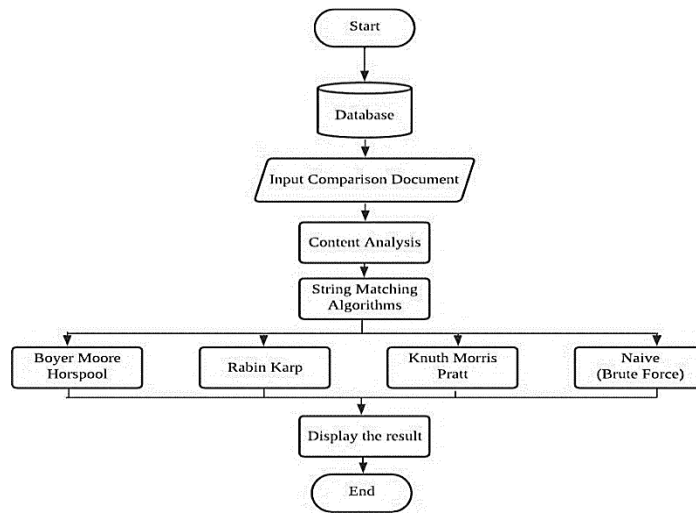 Start
Database
Input Comparison Document
Content Analysis
String Matching
Algorithms
Boyer Moore
Horspool
Rabin Karp
Knuth Morris
Pratt
Naive
(Brute Force)
Display the result
End